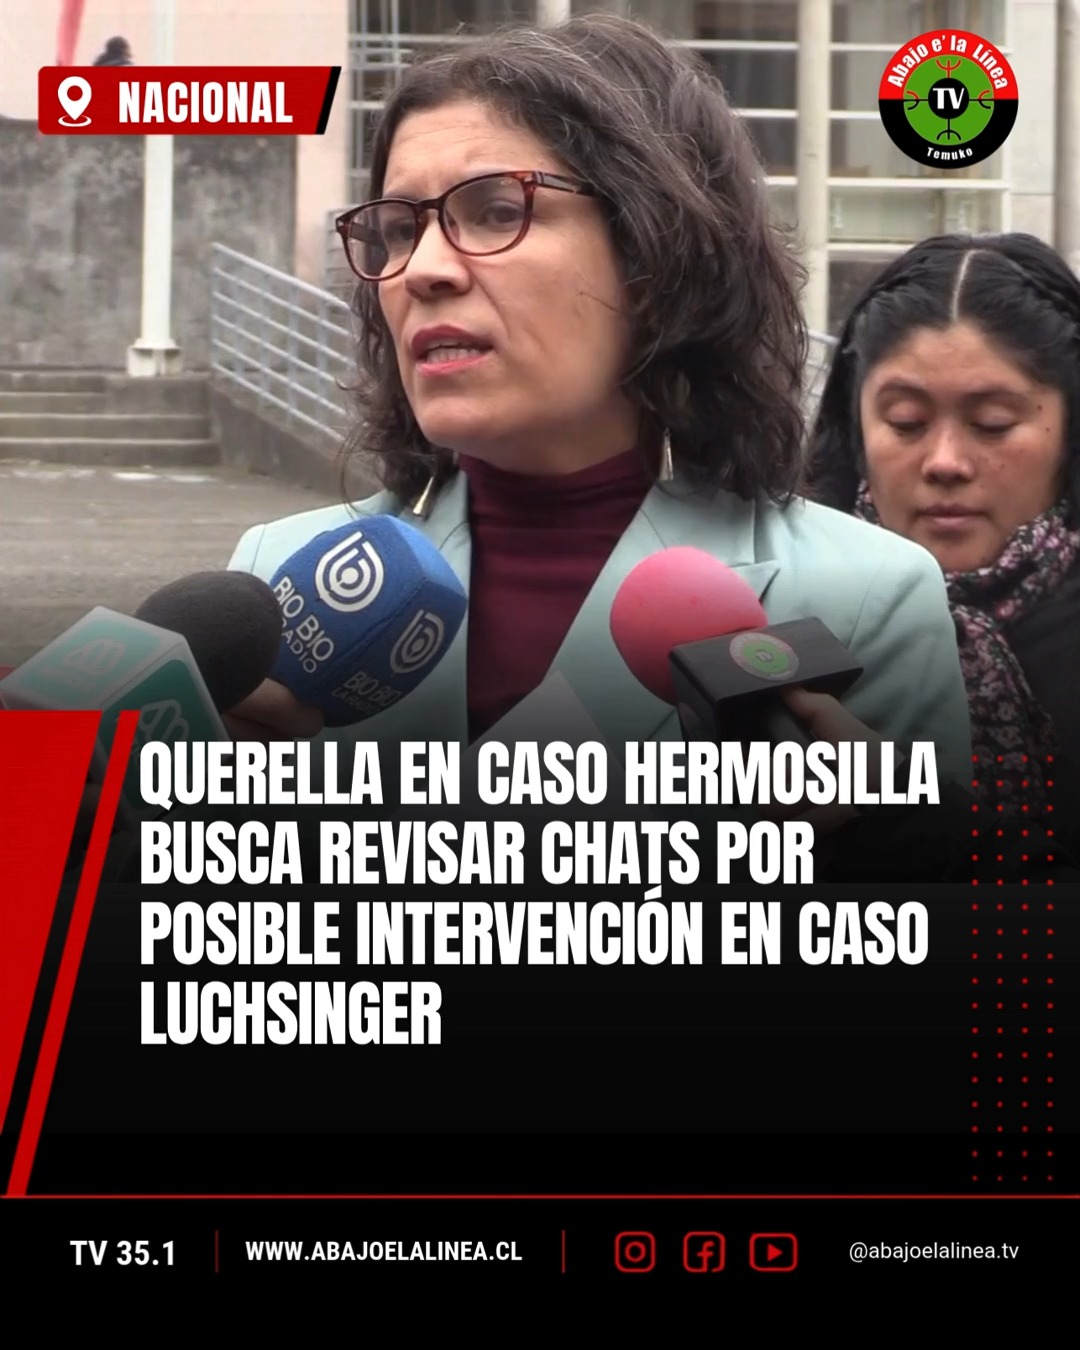 NACIONAL
Abajo e' la Línea
TV
Temuko
BIO BIO
RADIO
BIO BIO
QUERELLA EN CASO HERMOSILLA
BUSCA REVISAR CHATS POR
POSIBLE INTERVENCIÓN EN CASO
LUCHSINGER
TV 35.1
WWW.ABAJOELALINEA.CL
@abajoelalinea.tv